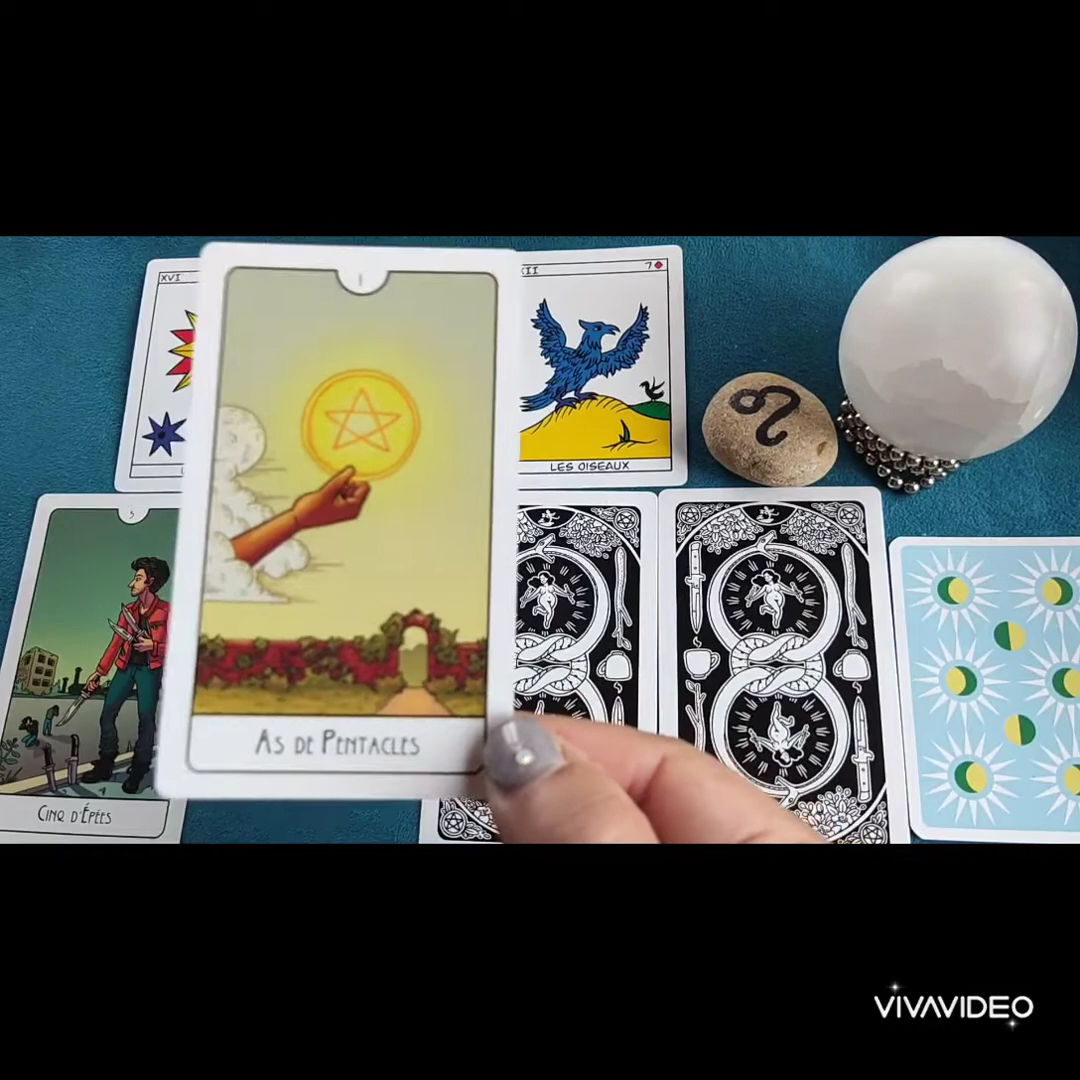 XVI
XII
7
LES OISEAUX
I
AS DE PENTACLES
5
CINQ D'ÉPÉES
VIVAVIDEO